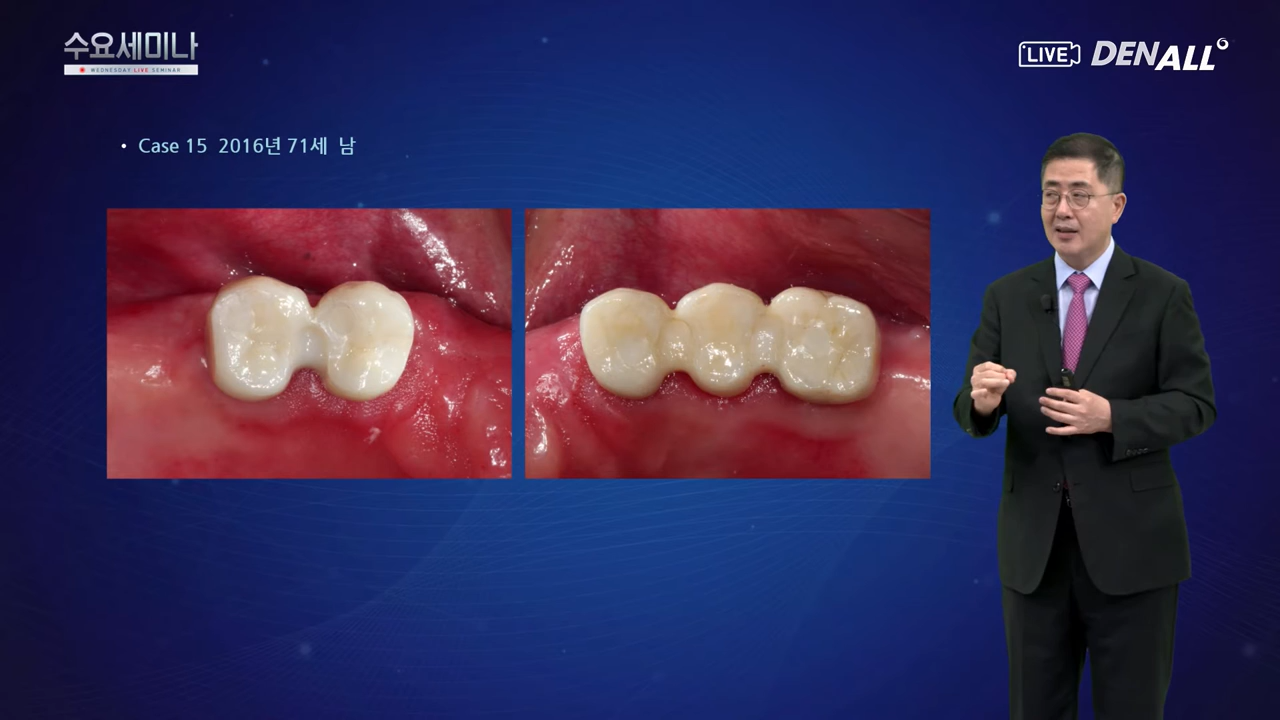 수요세미나
WEDNESDAY LIVE SEMINAR
LIVE DENALL
• Case 15 2016년 71세 남